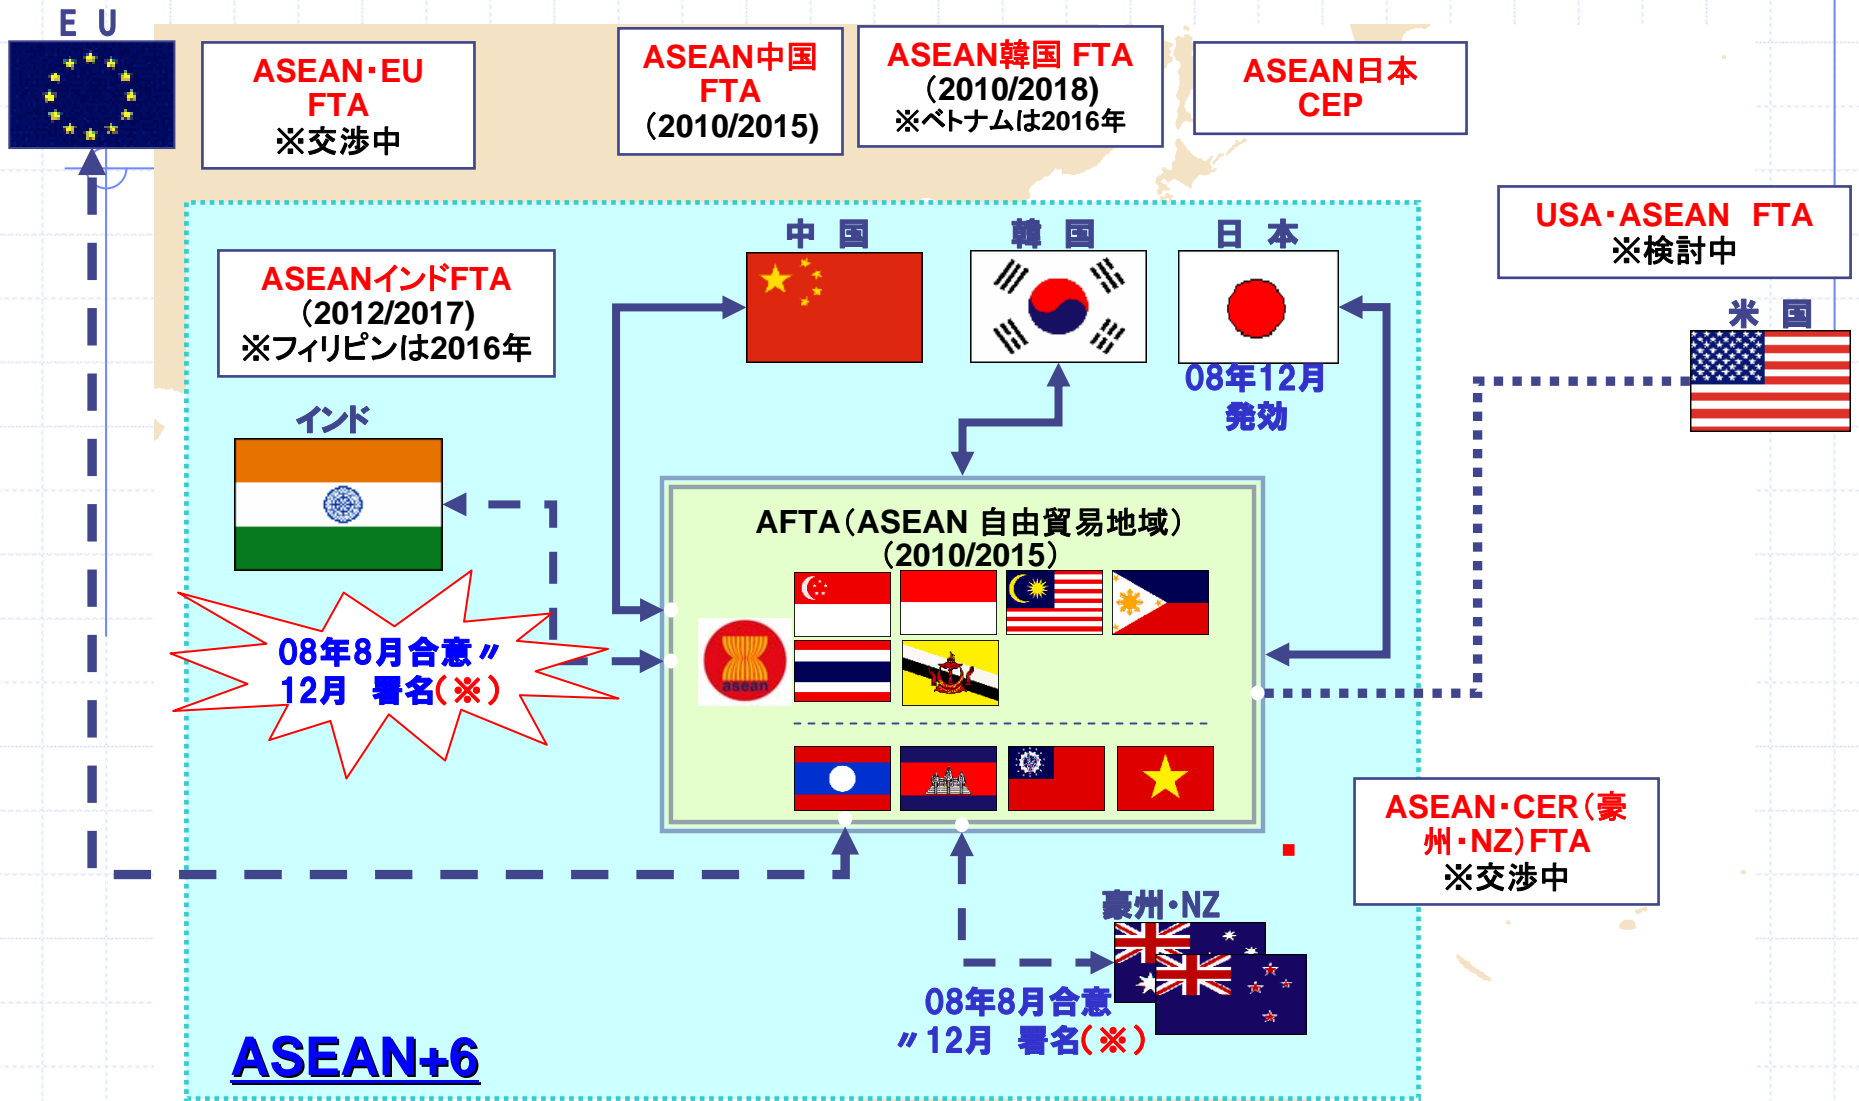 ＥＵ
ASEAN・EU
FTA
※交渉中
ASEAN中国
FTA
（2010/2015)
ASEAN韓国 FTA
（2010/2018)
※ベトナムは2016年
ASEAN日本
CEP
USA・ASEAN　FTA
※検討中
米　国
中　国
韓　国
日　本
08年12月
発効
ASEANインドFTA
（2012/2017)
※フィリピンは2016年
インド
08年8月合意〃
12月　署名(※)
AFTA（ASEAN 自由貿易地域）
（2010/2015）
asean
ASEAN・CER（豪
州・NZ）FTA
※交渉中
豪州・NZ
08年8月合意
〃12月　署名(※)
ASEAN+6